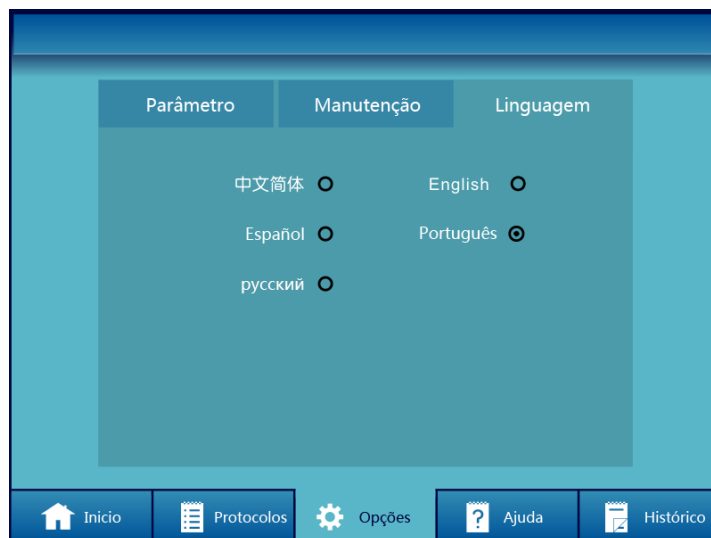 Parâmetro Manutenção Linguagem
中文简体 English
Español Português
русский
Inicio Protocolos Opções Ajuda Histórico